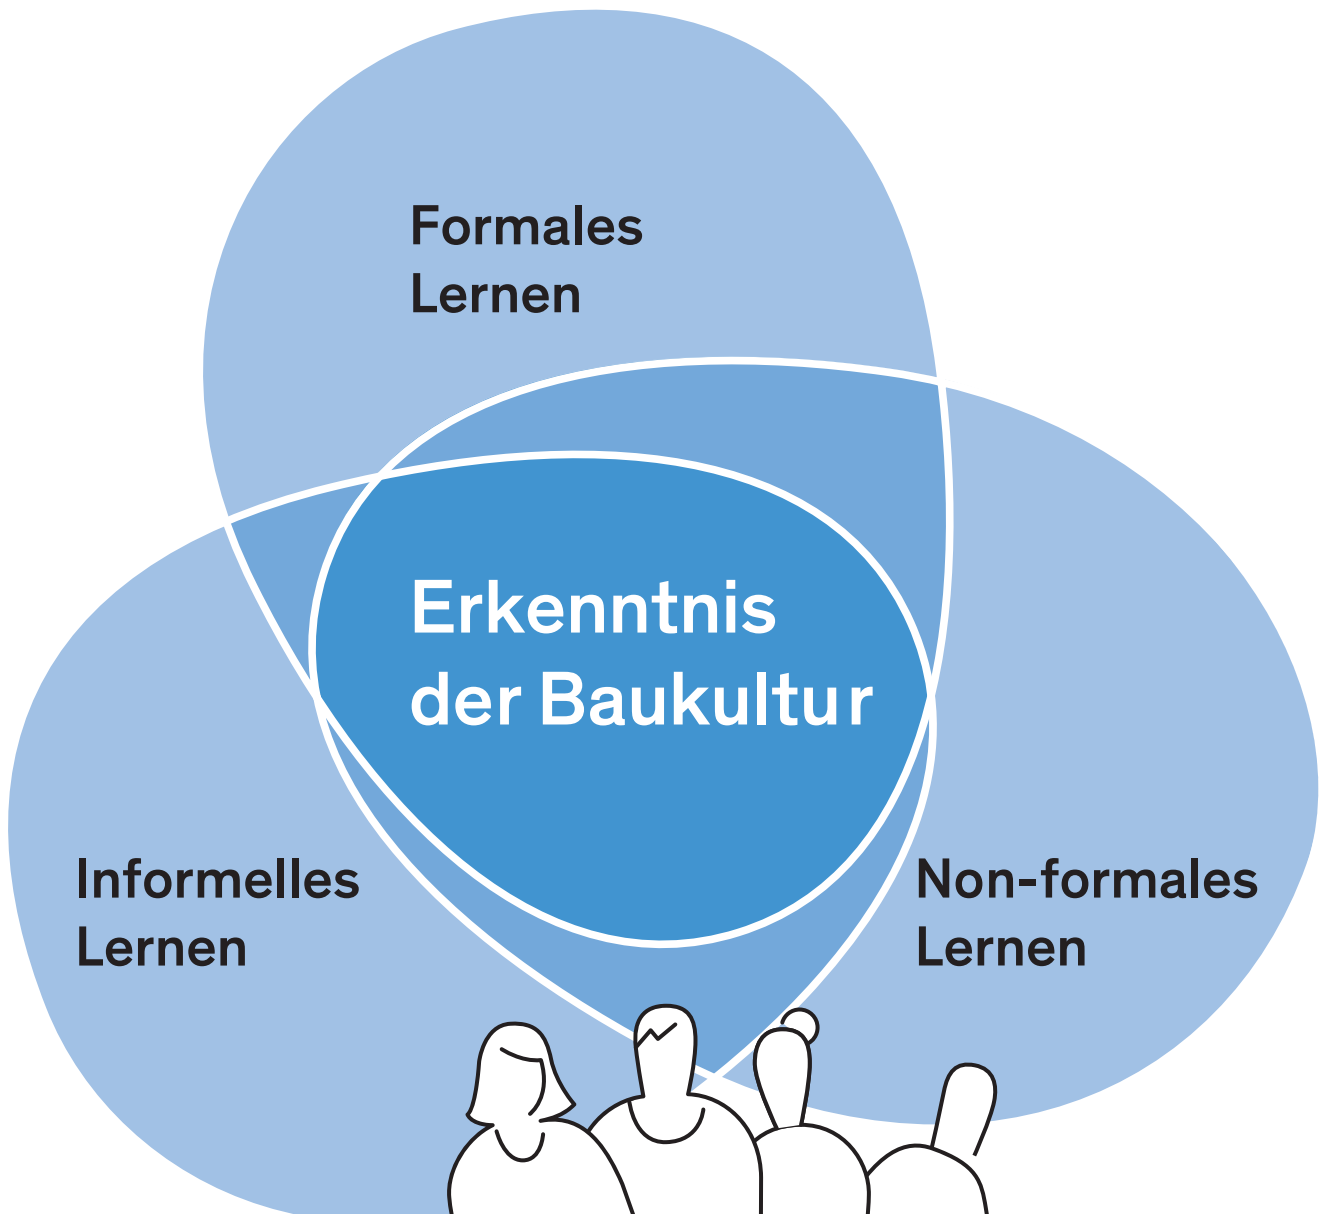 Formales
Lernen
Erkenntnis
der Baukultur
Informelles
Lernen
Non-formales
Lernen